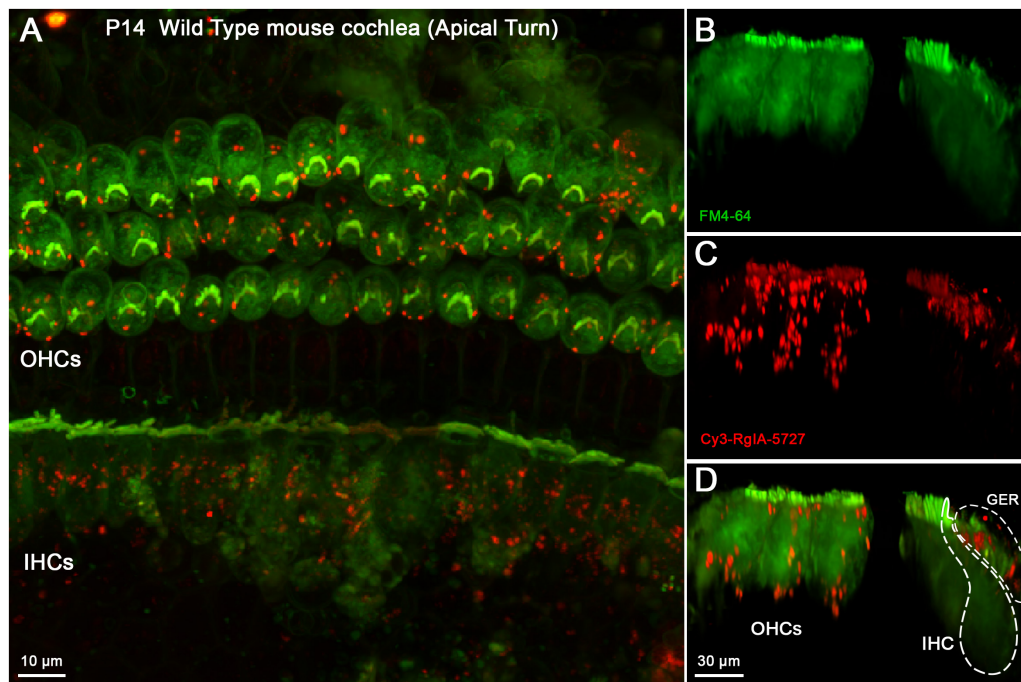 A
P14 Wild Type mouse cochlea (Apical Turn)
OHCs
IHCs
10 µm
B
FM4-64
C
Cy3-RgIA-5727
D
GER
OHCs
IHC
30 µm